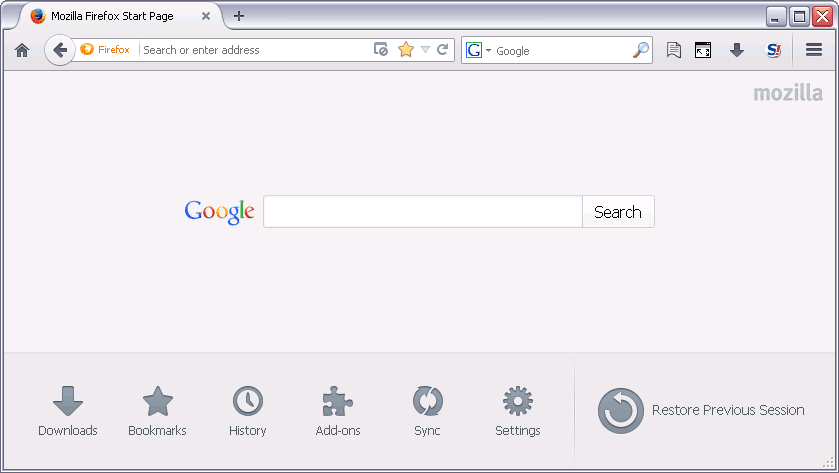 Mozilla Firefox Start Page
Firefox
Search or enter address
Google
mozilla
Google
Search
Downloads
Bookmarks
History
Add-ons
Sync
Settings
Restore Previous Session